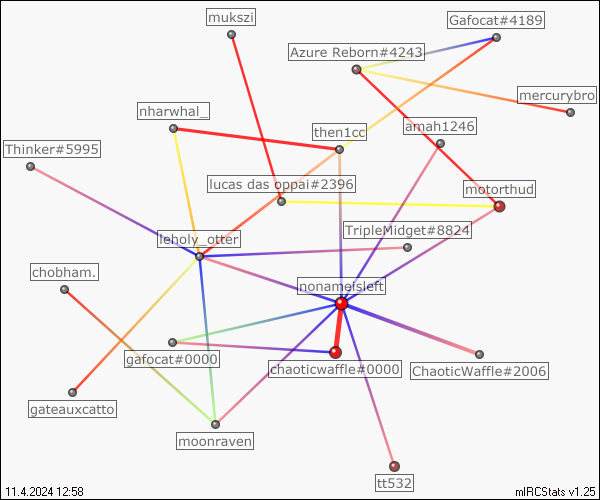 mukszi
Gafocat#4189
Azure Reborn#4243
mercurybro
nharwhal_
then1cc
amah1246
Thinker#5995
lucas das oppai#2396
motorthud
TripleMidget#8824
leholy_otter
chobham.
nonameisleft
gafocat#0000
chaoticwaffle#0000
ChaoticWaffle#2006
gateauxcatto
moonraven
tt532
11.4.2024 12:58
mIRCStats v1.25